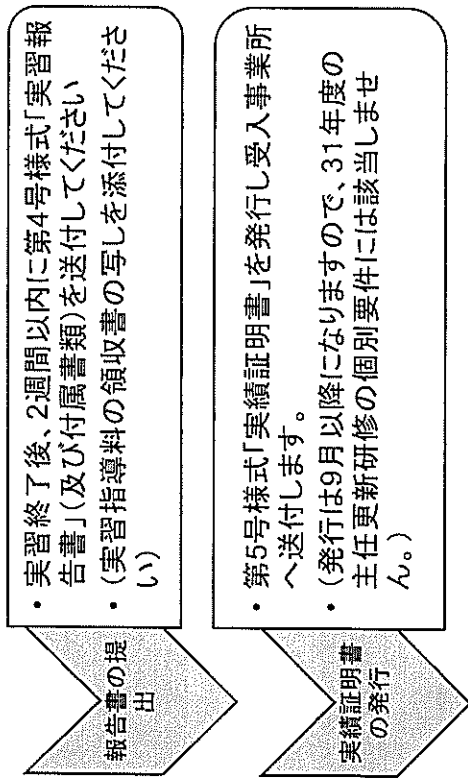 報告書の提
出
・ 実習終了後、2週間以内に第4号様式「実習報
告書」(及び付属書類)を送付してください
・ (実習指導料の領収書の写しを添付してくださ
い)
実績証明書
の発行
・ 第5号様式「実績証明書」を発行し受入事業所
へ送付します。
・ (発行は9月以降になりますので、31年度の
主任更新研修の個別要件には該当しませ
ん。)